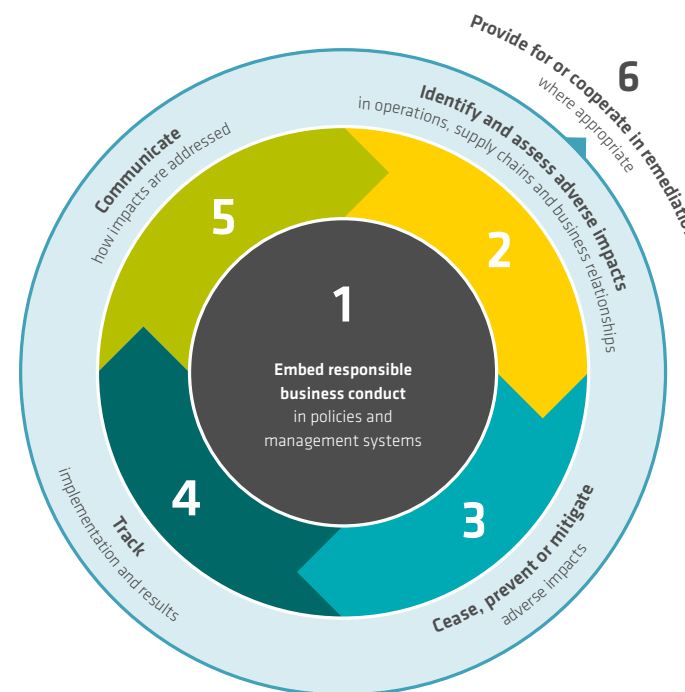 1
Embed responsible
business conduct
in policies and
management systems
2
Identify and assess adverse impacts
in operations, supply chains and business relationships
3
Cease, prevent or mitigate
adverse impacts
4
Track
implementation and results
5
Communicate
how impacts are addressed
6
Provide for or cooperate in remediation
where appropriate